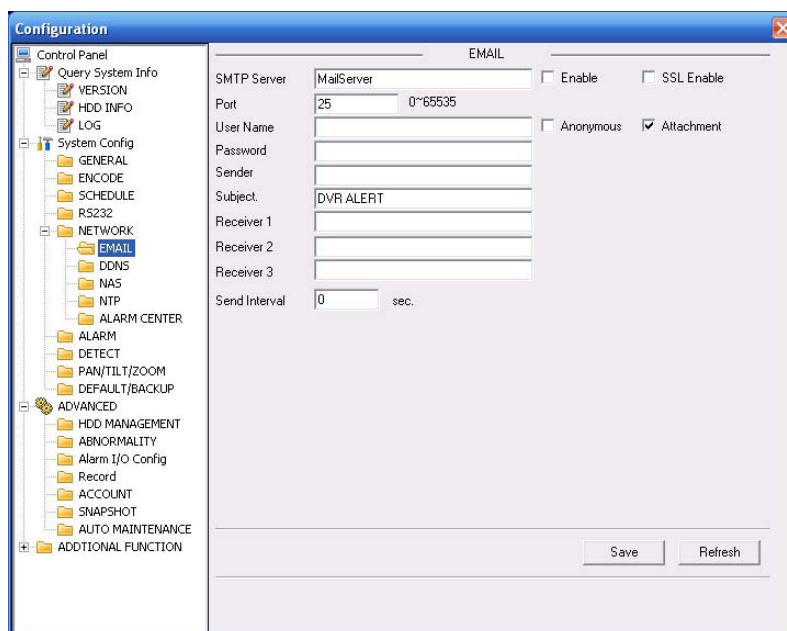 Configuration
Control Panel
Query System Info
VERSION
HDD INFO
LOG
System Config
GENERAL
ENCODE
SCHEDULE
RS232
NETWORK
EMAIL
DDNS
NAS
NTP
ALARM CENTER
ALARM
DETECT
PAN/TILT/ZOOM
DEFAULT/BACKUP
ADVANCED
HDD MANAGEMENT
ABNORMALITY
Alarm I/O Config
Record
ACCOUNT
SNAPSHOT
AUTO MAINTENANCE
ADDTIONAL FUNCTION
EMAIL
SMTP Server MailServer Enable SSL Enable
Port 25 0~65535
User Name Anonymous Attachment
Password
Sender
Subject. DVR ALERT
Receiver 1
Receiver 2
Receiver 3
Send Interval 0 sec.
Save Refresh